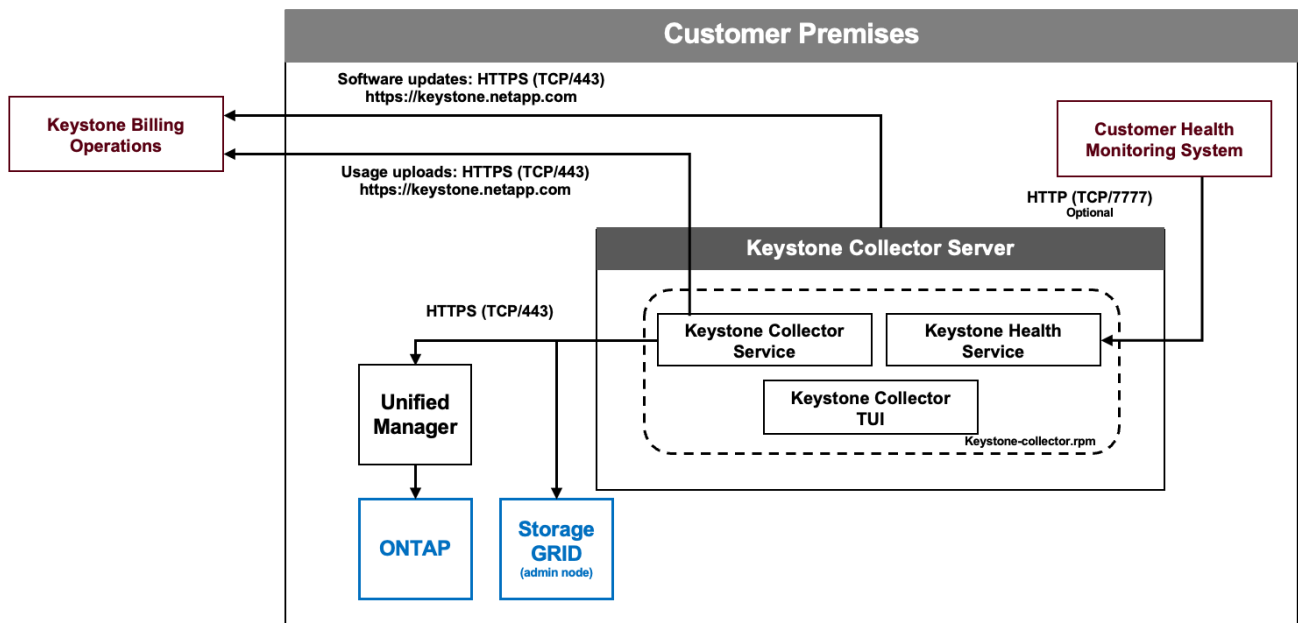 Customer Premises
Software updates: HTTPS (TCP/443)
https://keystone.netapp.com
Keystone Billing
Operations
Customer Health
Monitoring System
Usage uploads: HTTPS (TCP/443)
https://keystone.netapp.com
HTTP (TCP/7777)
Optional
Keystone Collector Server
HTTPS (TCP/443)
Keystone Collector
Service
Keystone Health
Service
Keystone Collector
TUI
Keystone-collector.rpm
Unified
Manager
ONTAP
Storage
GRID
(admin node)